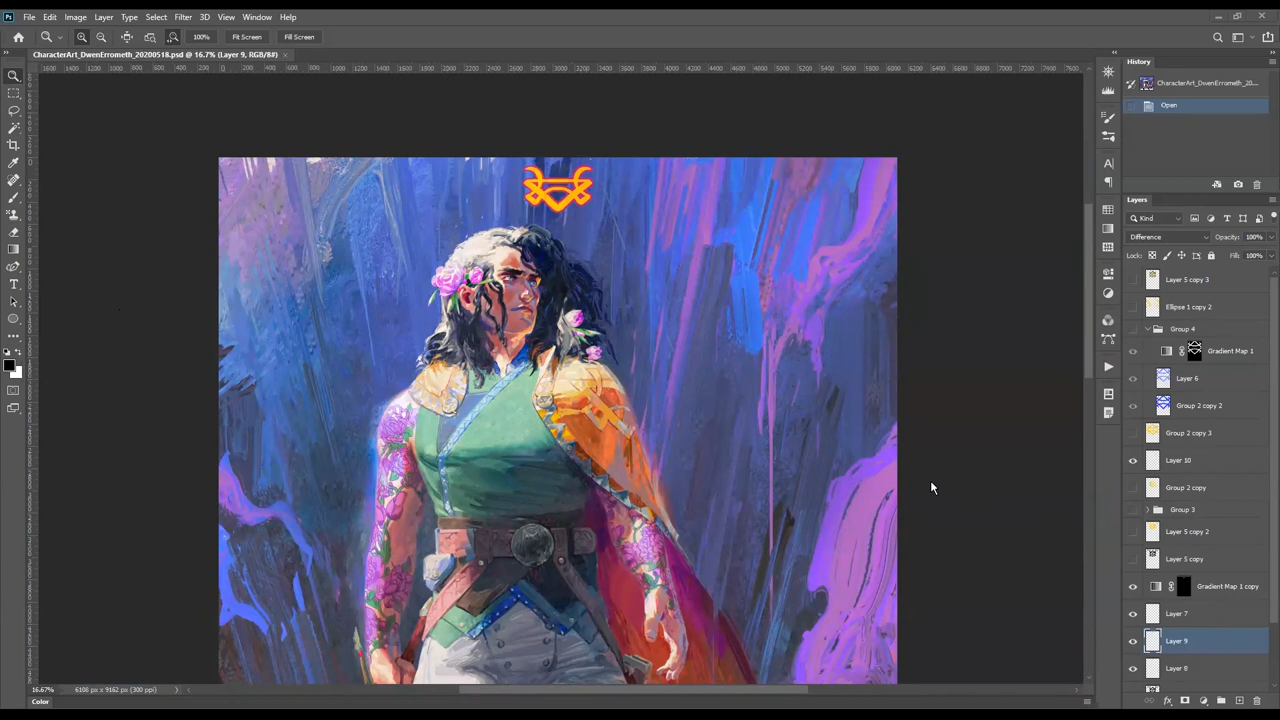 Ps File Edit Image Layer Type Select Filter 3D View Window Help
100% Fit Screen Fill Screen
CharacterArt_DwenErrometh_20200518.psd @ 16.7% (Layer 9, RGB/8#)
History
CharacterArt_DwenErrometh_20...
Open
Layers
Kind
Difference Opacity: 100%
Lock: Fill: 100%
Layer 5 copy 3
Ellipse 1 copy 2
Group 4
Gradient Map 1
Layer 6
Group 2 copy 2
Group 2 copy 3
Layer 10
Group 2 copy
Group 3
Layer 5 copy 2
Layer 5 copy
Gradient Map 1 copy
Layer 7
Layer 9
Layer 8
16.67% 6108 px x 9162 px (300 ppi)
Color